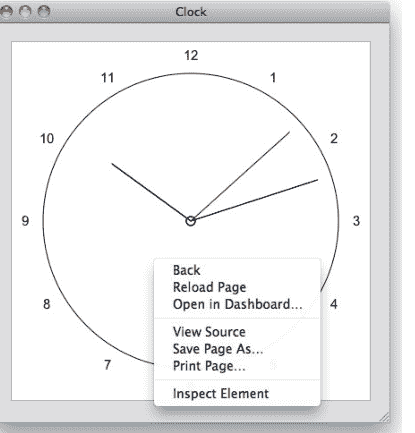 Clock
12
11
1
10
2
9
3
Back
Reload Page
Open in Dashboard...
8
4
View Source
Save Page As...
7
Print Page...
Inspect Element